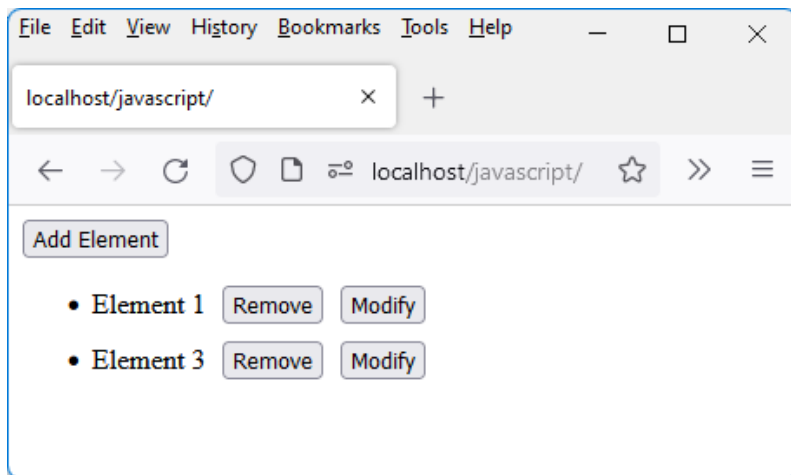 File Edit View History Bookmarks Tools Help
localhost/javascript/
localhost/javascript/
Add Element
• Element 1 Remove Modify
• Element 3 Remove Modify